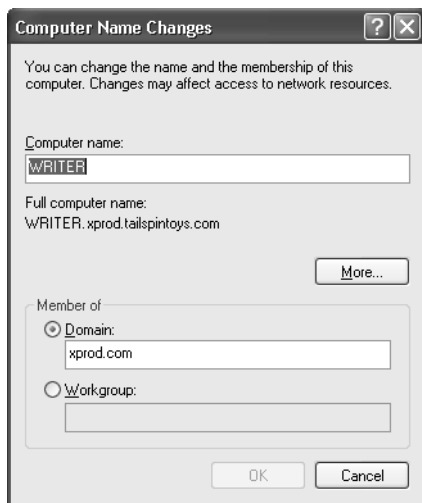 Computer Name Changes
You can change the name and the membership of this
computer. Changes may affect access to network resources.
Computer name:
WRITER
Full computer name:
WRITER.xprod.tailspintoys.com
More...
Member of
Domain:
xprod.com
Workgroup:
OK Cancel